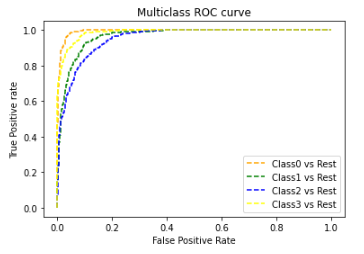 Multiclass ROC curve
True Positive rate
1.0
0.8
0.6
0.4
0.2
0.0
Class0 vs Rest
Class1 vs Rest
Class2 vs Rest
Class3 vs Rest
0.0 0.2 0.4 0.6 0.8 1.0
False Positive Rate